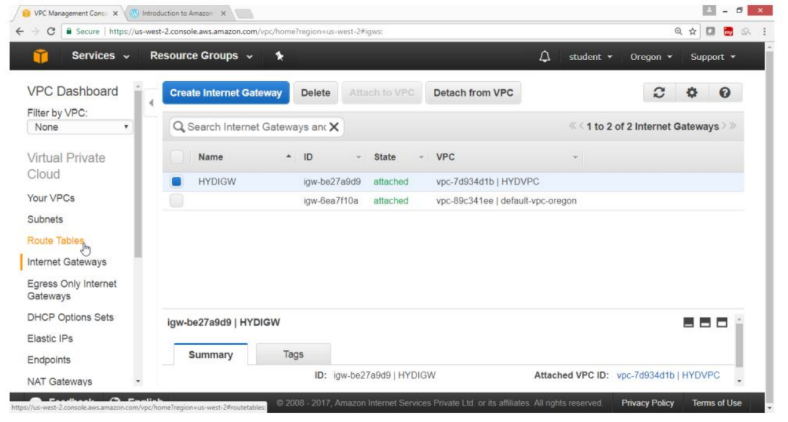 VPC Management Conso
Introduction to Amazon
Secure https://us-west-2.console.aws.amazon.com/vpc/home?region=us-west-2#igws:
Services Resource Groups student Oregon Support
VPC Dashboard
Filter by VPC:
None
Virtual Private
Cloud
Your VPCs
Subnets
Route Tables
Internet Gateways
Egress Only Internet
Gateways
DHCP Options Sets
Elastic IPs
Endpoints
NAT Gateways
Create Internet Gateway Delete Attach to VPC Detach from VPC
Search Internet Gateways anc X
1 to 2 of 2 Internet Gateways
Name ID State VPC
HYDIGW igw-be27a9d9 attached vpc-7d934d1b | HYDVPC
igw-6ea7f10a attached vpc-89c341ee | default-vpc-oregon
igw-be27a9d9 | HYDIGW
Summary Tags
ID: igw-be27a9d9 | HYDIGW Attached VPC ID: vpc-7d934d1b | HYDVPC
Feedback English
https://us-west-2.console.aws.amazon.com/vpc/home?region=us-west-2#routetables:
© 2008 - 2017, Amazon Internet Services Private Ltd. or its affiliates. All rights reserved. Privacy Policy Terms of Use